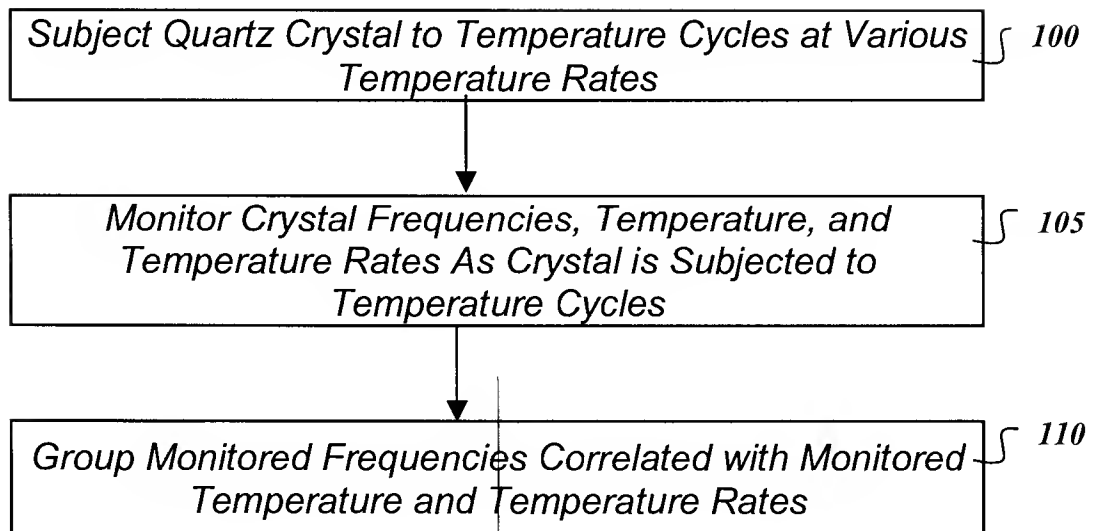 Subject Quartz Crystal to Temperature Cycles at Various
Temperature Rates
100
Monitor Crystal Frequencies, Temperature, and
Temperature Rates As Crystal is Subjected to
Temperature Cycles
105
Group Monitored Frequencies Correlated with Monitored
Temperature and Temperature Rates
110